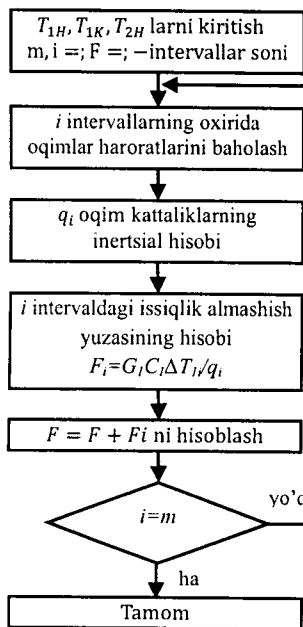 T₁H, T₁K, T₂H larni kiritish
m, i =; F =; −intervallar soni
i intervallarning oxirida
oqimlar haroratlarini baholash
qᵢ oqim kattaliklarning
inertsial hisobi
i intervaldagi issiqlik almashish
yuzasining hisobi
Fᵢ=G₁C₁ΔT₁ᵢ/qᵢ
F = F + Fi ni hisoblash
i=m
ha
Tamom